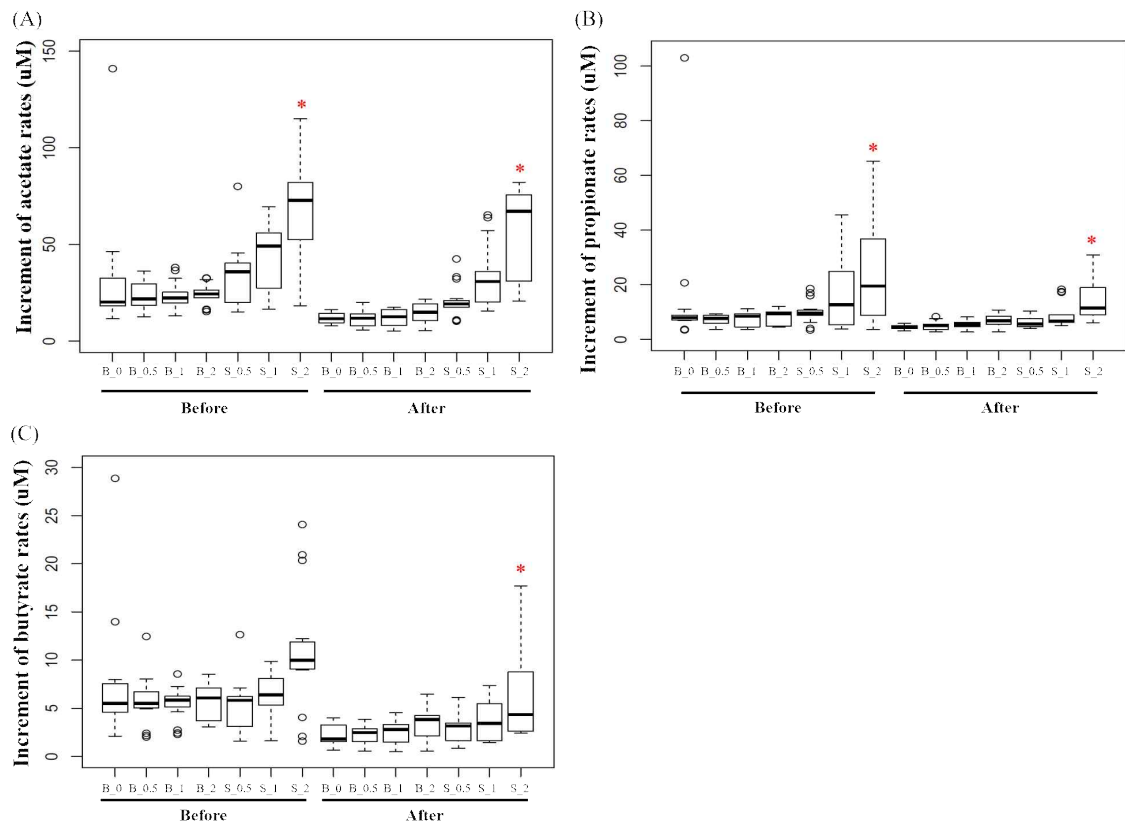 (A)
Increment of acetate rates (uM)
150
100
50
0
*
*
B_0 B_0.5 B_1 B_2 S_0.5 S_1 S_2 B_0 B_0.5 B_1 B_2 S_0.5 S_1 S_2
Before After
(B)
Increment of propionate rates (uM)
100
80
60
40
20
0
*
*
B_0 B_0.5 B_1 B_2 S_0.5 S_1 S_2 B_0 B_0.5 B_1 B_2 S_0.5 S_1 S_2
Before After
(C)
Increment of butyrate rates (uM)
30
25
20
15
10
5
0
*
B_0 B_0.5 B_1 B_2 S_0.5 S_1 S_2 B_0 B_0.5 B_1 B_2 S_0.5 S_1 S_2
Before After